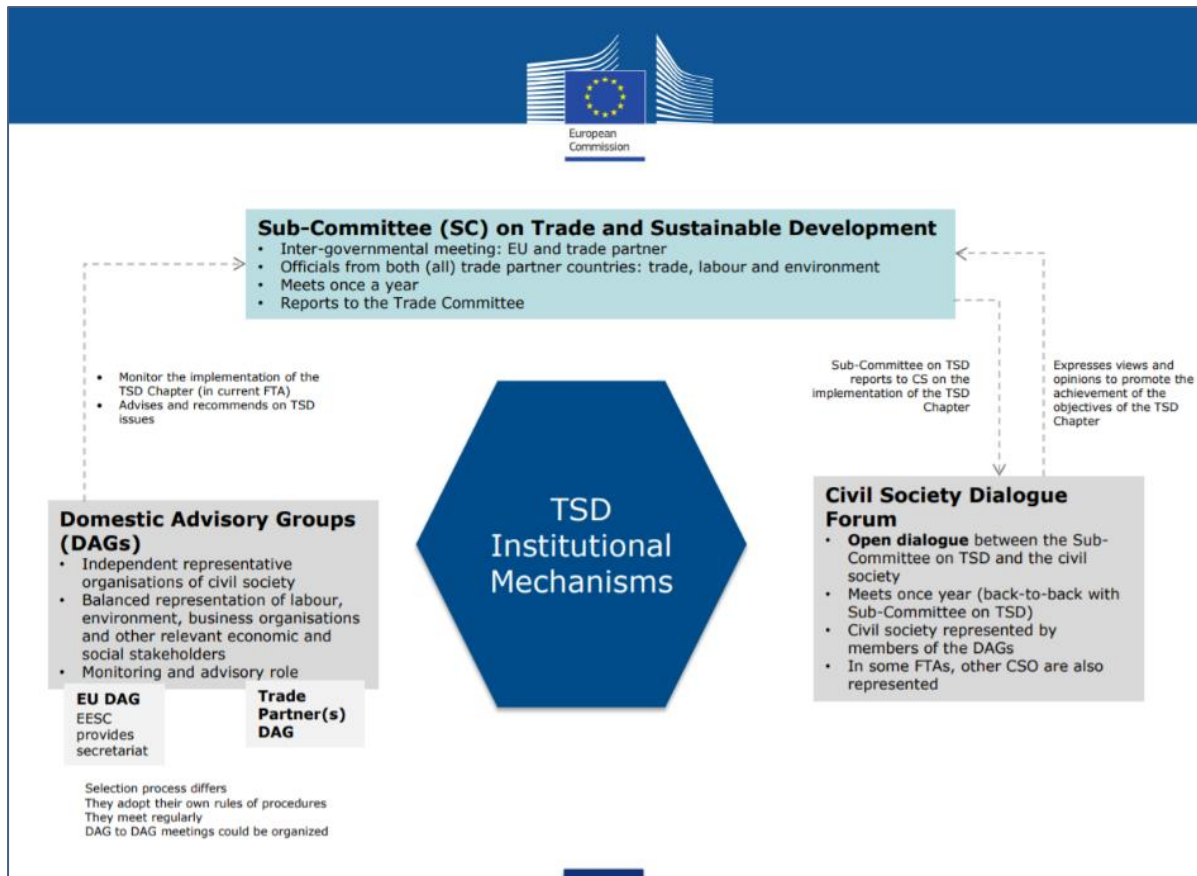 European
Commission
Sub-Committee (SC) on Trade and Sustainable Development
• Inter-governmental meeting: EU and trade partner
• Officials from both (all) trade partner countries: trade, labour and environment
• Meets once a year
• Reports to the Trade Committee
• Monitor the implementation of the
TSD Chapter (in current FTA)
• Advises and recommends on TSD
issues
Sub-Committee on TSD
reports to CS on the
implementation of the TSD
Chapter
Expresses views and
opinions to promote the
achievement of the
objectives of the TSD
Chapter
TSD
Institutional
Mechanisms
Domestic Advisory Groups
(DAGs)
• Independent representative
organisations of civil society
• Balanced representation of labour,
environment, business organisations
and other relevant economic and
social stakeholders
• Monitoring and advisory role
EU DAG
EESC
provides
secretariat
Trade
Partner(s)
DAG
Selection process differs
They adopt their own rules of procedures
They meet regularly
DAG to DAG meetings could be organized
Civil Society Dialogue
Forum
• Open dialogue between the Sub-
Committee on TSD and the civil
society
• Meets once year (back-to-back with
Sub-Committee on TSD)
• Civil society represented by
members of the DAGs
• In some FTAs, other CSO are also
represented